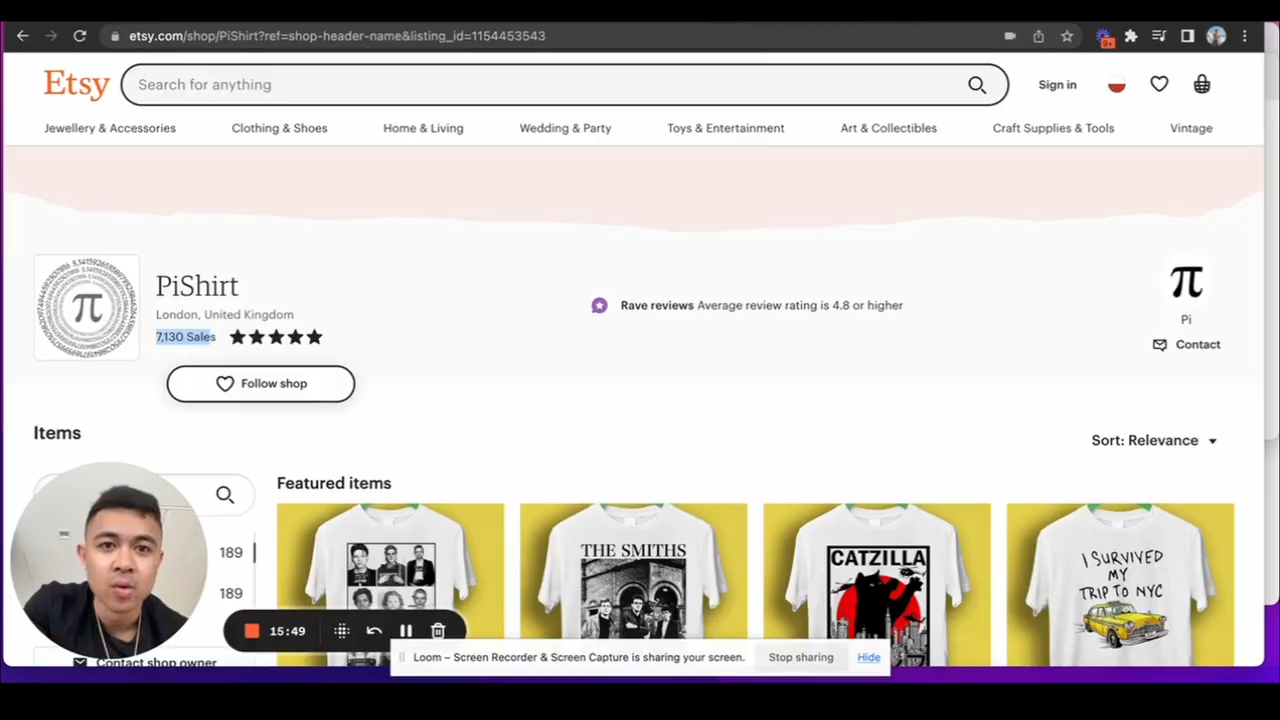 etsy.com/shop/PiShirt?ref=shop-header-name&listing_id=1154453543
9+
Etsy
Search for anything
Sign in
Jewellery & Accessories
Clothing & Shoes
Home & Living
Wedding & Party
Toys & Entertainment
Art & Collectibles
Craft Supplies & Tools
Vintage
π
PiShirt
London, United Kingdom
7,130 Sales
Rave reviews Average review rating is 4.8 or higher
π
Pi
Contact
Follow shop
Items
Sort: Relevance
Featured items
189
189
THE SMITHS
CATZILLA
I SURVIVED
MY
TRIP TO NYC
15:49
Contact shop owner
Loom – Screen Recorder & Screen Capture is sharing your screen.
Stop sharing
Hide